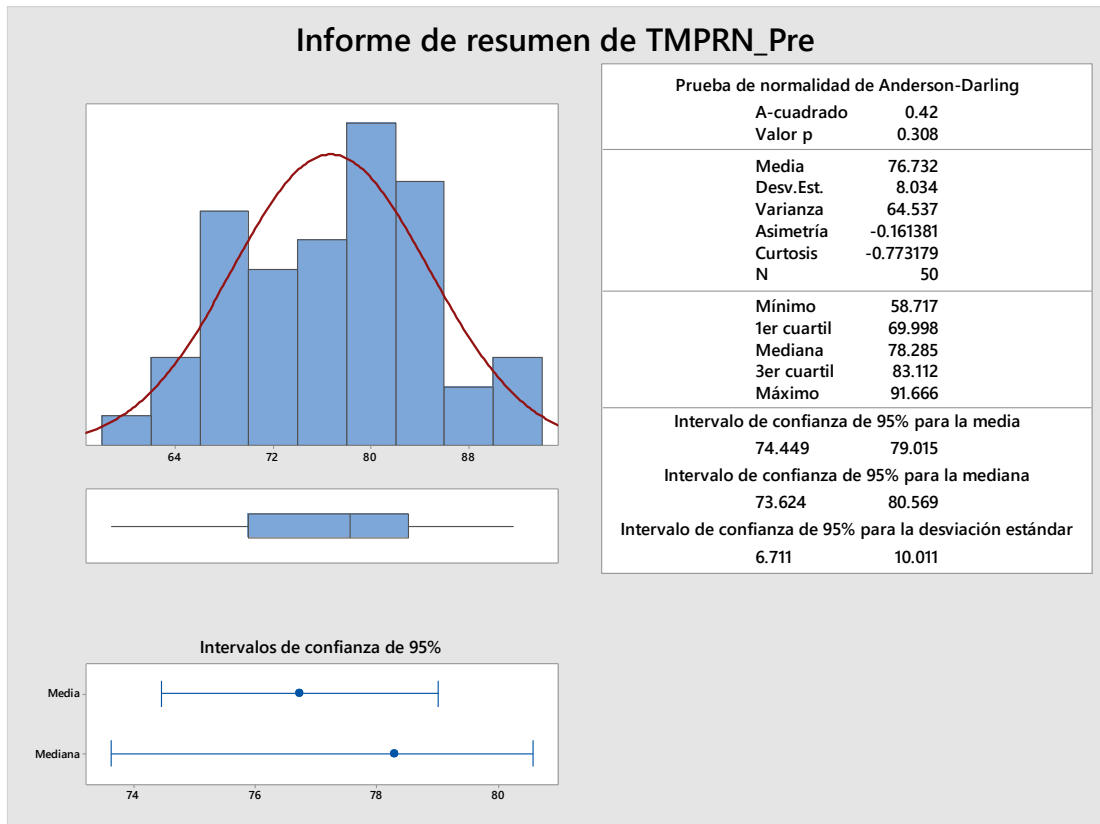 Informe de resumen de TMPRN_Pre
64 72 80 88
Prueba de normalidad de Anderson-Darling
A-cuadrado 0.42
Valor p 0.308
Media 76.732
Desv.Est. 8.034
Varianza 64.537
Asimetría -0.161381
Curtosis -0.773179
N 50
Mínimo 58.717
1er cuartil 69.998
Mediana 78.285
3er cuartil 83.112
Máximo 91.666
Intervalo de confianza de 95% para la media
74.449 79.015
Intervalo de confianza de 95% para la mediana
73.624 80.569
Intervalo de confianza de 95% para la desviación estándar
6.711 10.011
Intervalos de confianza de 95%
Media
Mediana
74 76 78 80